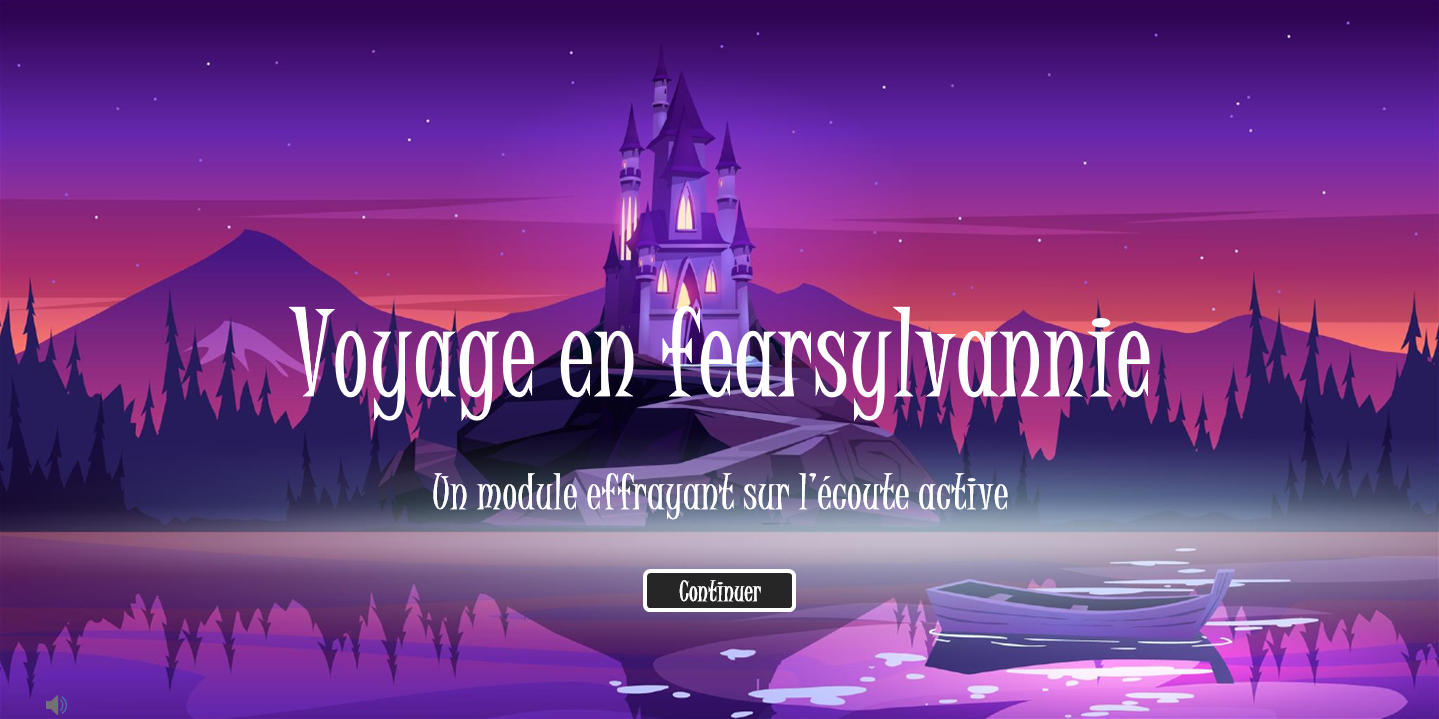 Voyage en fearsylvannie
Un module effrayant sur l'écoute active
Continuer